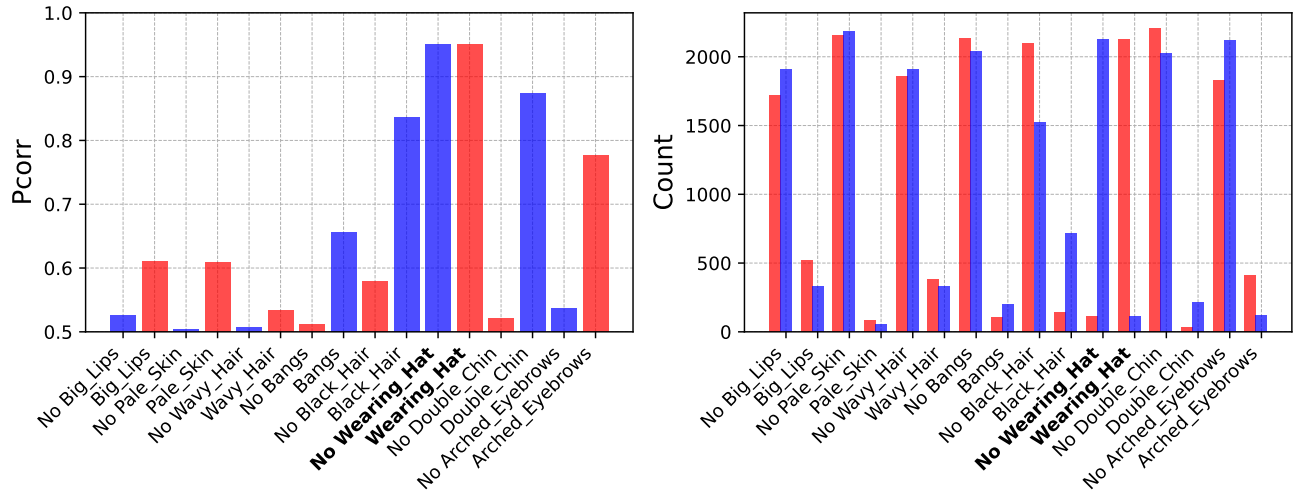 Pcorr
1.0
0.9
0.8
0.7
0.6
0.5
No Big_Lips
Big_Lips
No Pale_Skin
Pale_Skin
No Wavy_Hair
Wavy_Hair
No Bangs
Bangs
No Black_Hair
Black_Hair
No Wearing_Hat
Wearing_Hat
No Double_Chin
Double_Chin
No Arched_Eyebrows
Arched_Eyebrows
Count
2000
1500
1000
500
0
No Big_Lips
Big_Lips
No Pale_Skin
Pale_Skin
No Wavy_Hair
Wavy_Hair
No Bangs
Bangs
No Black_Hair
Black_Hair
No Wearing_Hat
Wearing_Hat
No Double_Chin
Double_Chin
No Arched_Eyebrows
Arched_Eyebrows